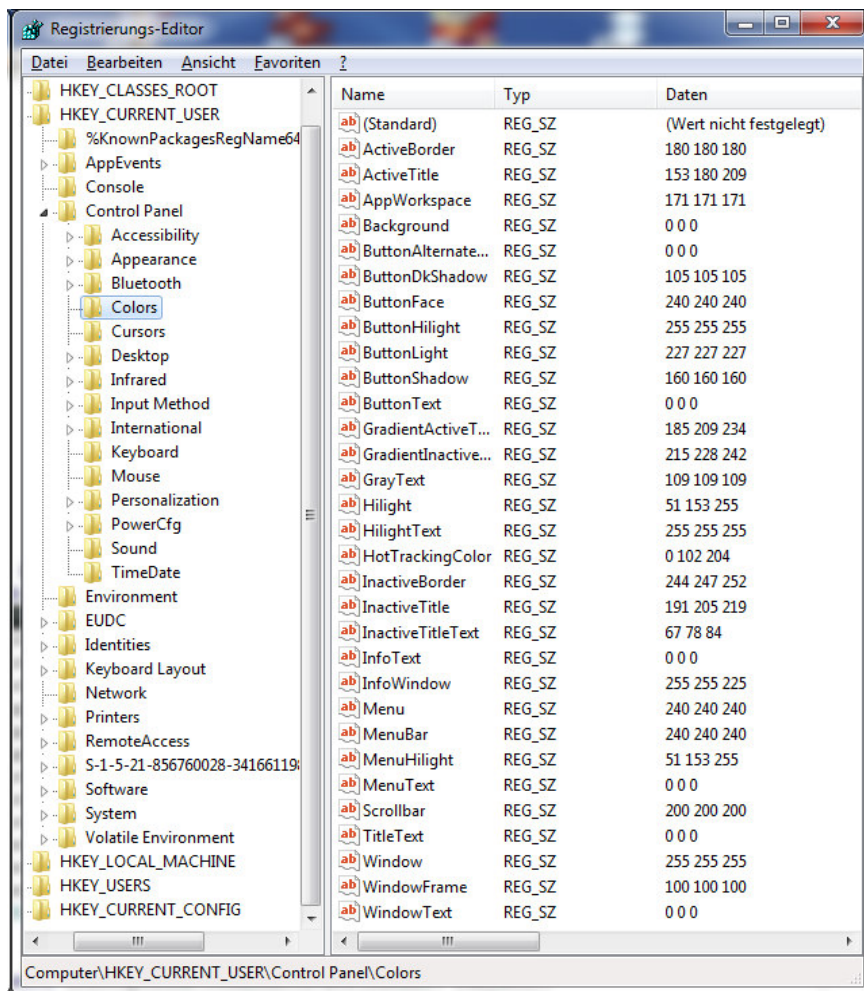 Registrierungs-Editor
Datei Bearbeiten Ansicht Favoriten ?
HKEY_CLASSES_ROOT
HKEY_CURRENT_USER
%KnownPackagesRegName64
AppEvents
Console
Control Panel
Accessibility
Appearance
Bluetooth
Colors
Cursors
Desktop
Infrared
Input Method
International
Keyboard
Mouse
Personalization
PowerCfg
Sound
TimeDate
Environment
EUDC
Identities
Keyboard Layout
Network
Printers
RemoteAccess
S-1-5-21-856760028-34166119
Software
System
Volatile Environment
HKEY_LOCAL_MACHINE
HKEY_USERS
HKEY_CURRENT_CONFIG
Name Typ Daten
(Standard) REG_SZ (Wert nicht festgelegt)
ActiveBorder REG_SZ 180 180 180
ActiveTitle REG_SZ 153 180 209
AppWorkspace REG_SZ 171 171 171
Background REG_SZ 0 0 0
ButtonAlternate... REG_SZ 0 0 0
ButtonDkShadow REG_SZ 105 105 105
ButtonFace REG_SZ 240 240 240
ButtonHilight REG_SZ 255 255 255
ButtonLight REG_SZ 227 227 227
ButtonShadow REG_SZ 160 160 160
ButtonText REG_SZ 0 0 0
GradientActiveT... REG_SZ 185 209 234
GradientInactive... REG_SZ 215 228 242
GrayText REG_SZ 109 109 109
Hilight REG_SZ 51 153 255
HilightText REG_SZ 255 255 255
HotTrackingColor REG_SZ 0 102 204
InactiveBorder REG_SZ 244 247 252
InactiveTitle REG_SZ 191 205 219
InactiveTitleText REG_SZ 67 78 84
InfoText REG_SZ 0 0 0
InfoWindow REG_SZ 255 255 225
Menu REG_SZ 240 240 240
MenuBar REG_SZ 240 240 240
MenuHilight REG_SZ 51 153 255
MenuText REG_SZ 0 0 0
Scrollbar REG_SZ 200 200 200
TitleText REG_SZ 0 0 0
Window REG_SZ 255 255 255
WindowFrame REG_SZ 100 100 100
WindowText REG_SZ 0 0 0
Computer\HKEY_CURRENT_USER\Control Panel\Colors